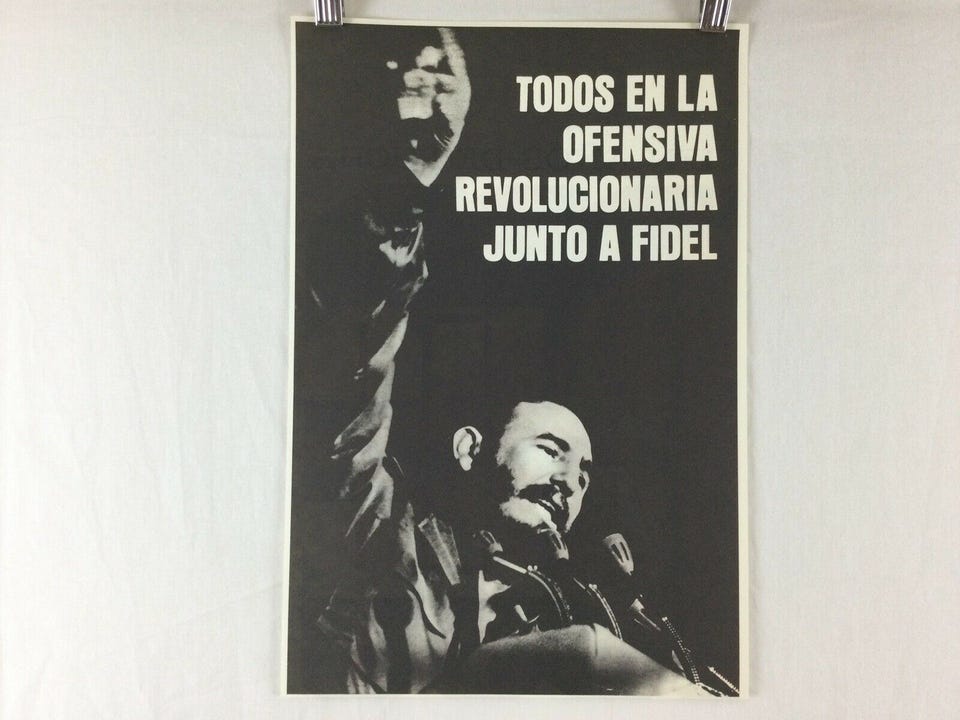 TODOS EN LA
OFENSIVA
REVOLUCIONARIA
JUNTO A FIDEL